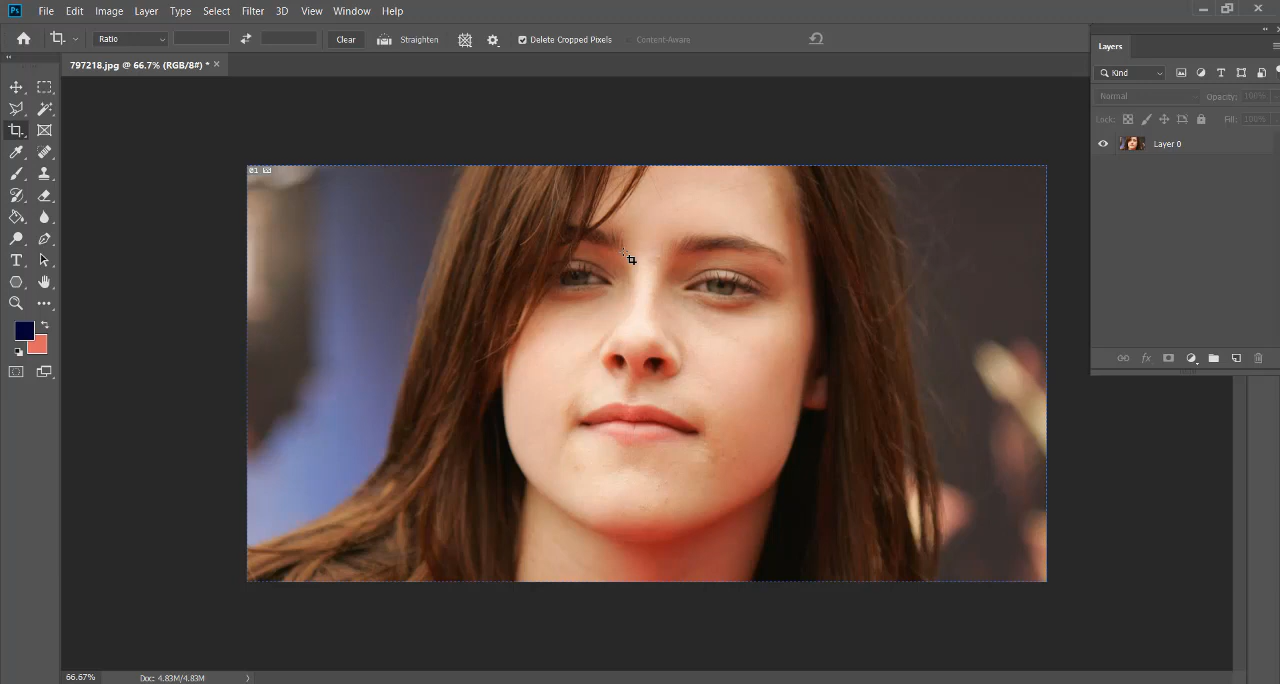 Ps File Edit Image Layer Type Select Filter 3D View Window Help
Ratio Clear Straighten Delete Cropped Pixels Content-Aware
797218.jpg @ 66.7% (RGB/8#) * ×
Layers
Kind
Normal Opacity: 100%
Lock: Fill: 100%
Layer 0
01
66.67% Doc: 4.83M/4.83M